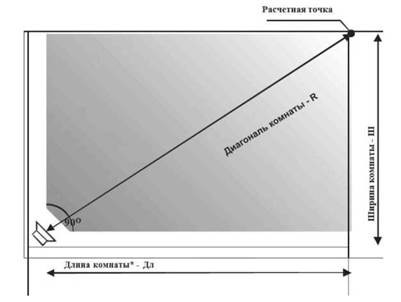 Расчетная точка
Диагональ комнаты - R
Ширина комнаты - Ш
90о
Длина комнаты* - Дл